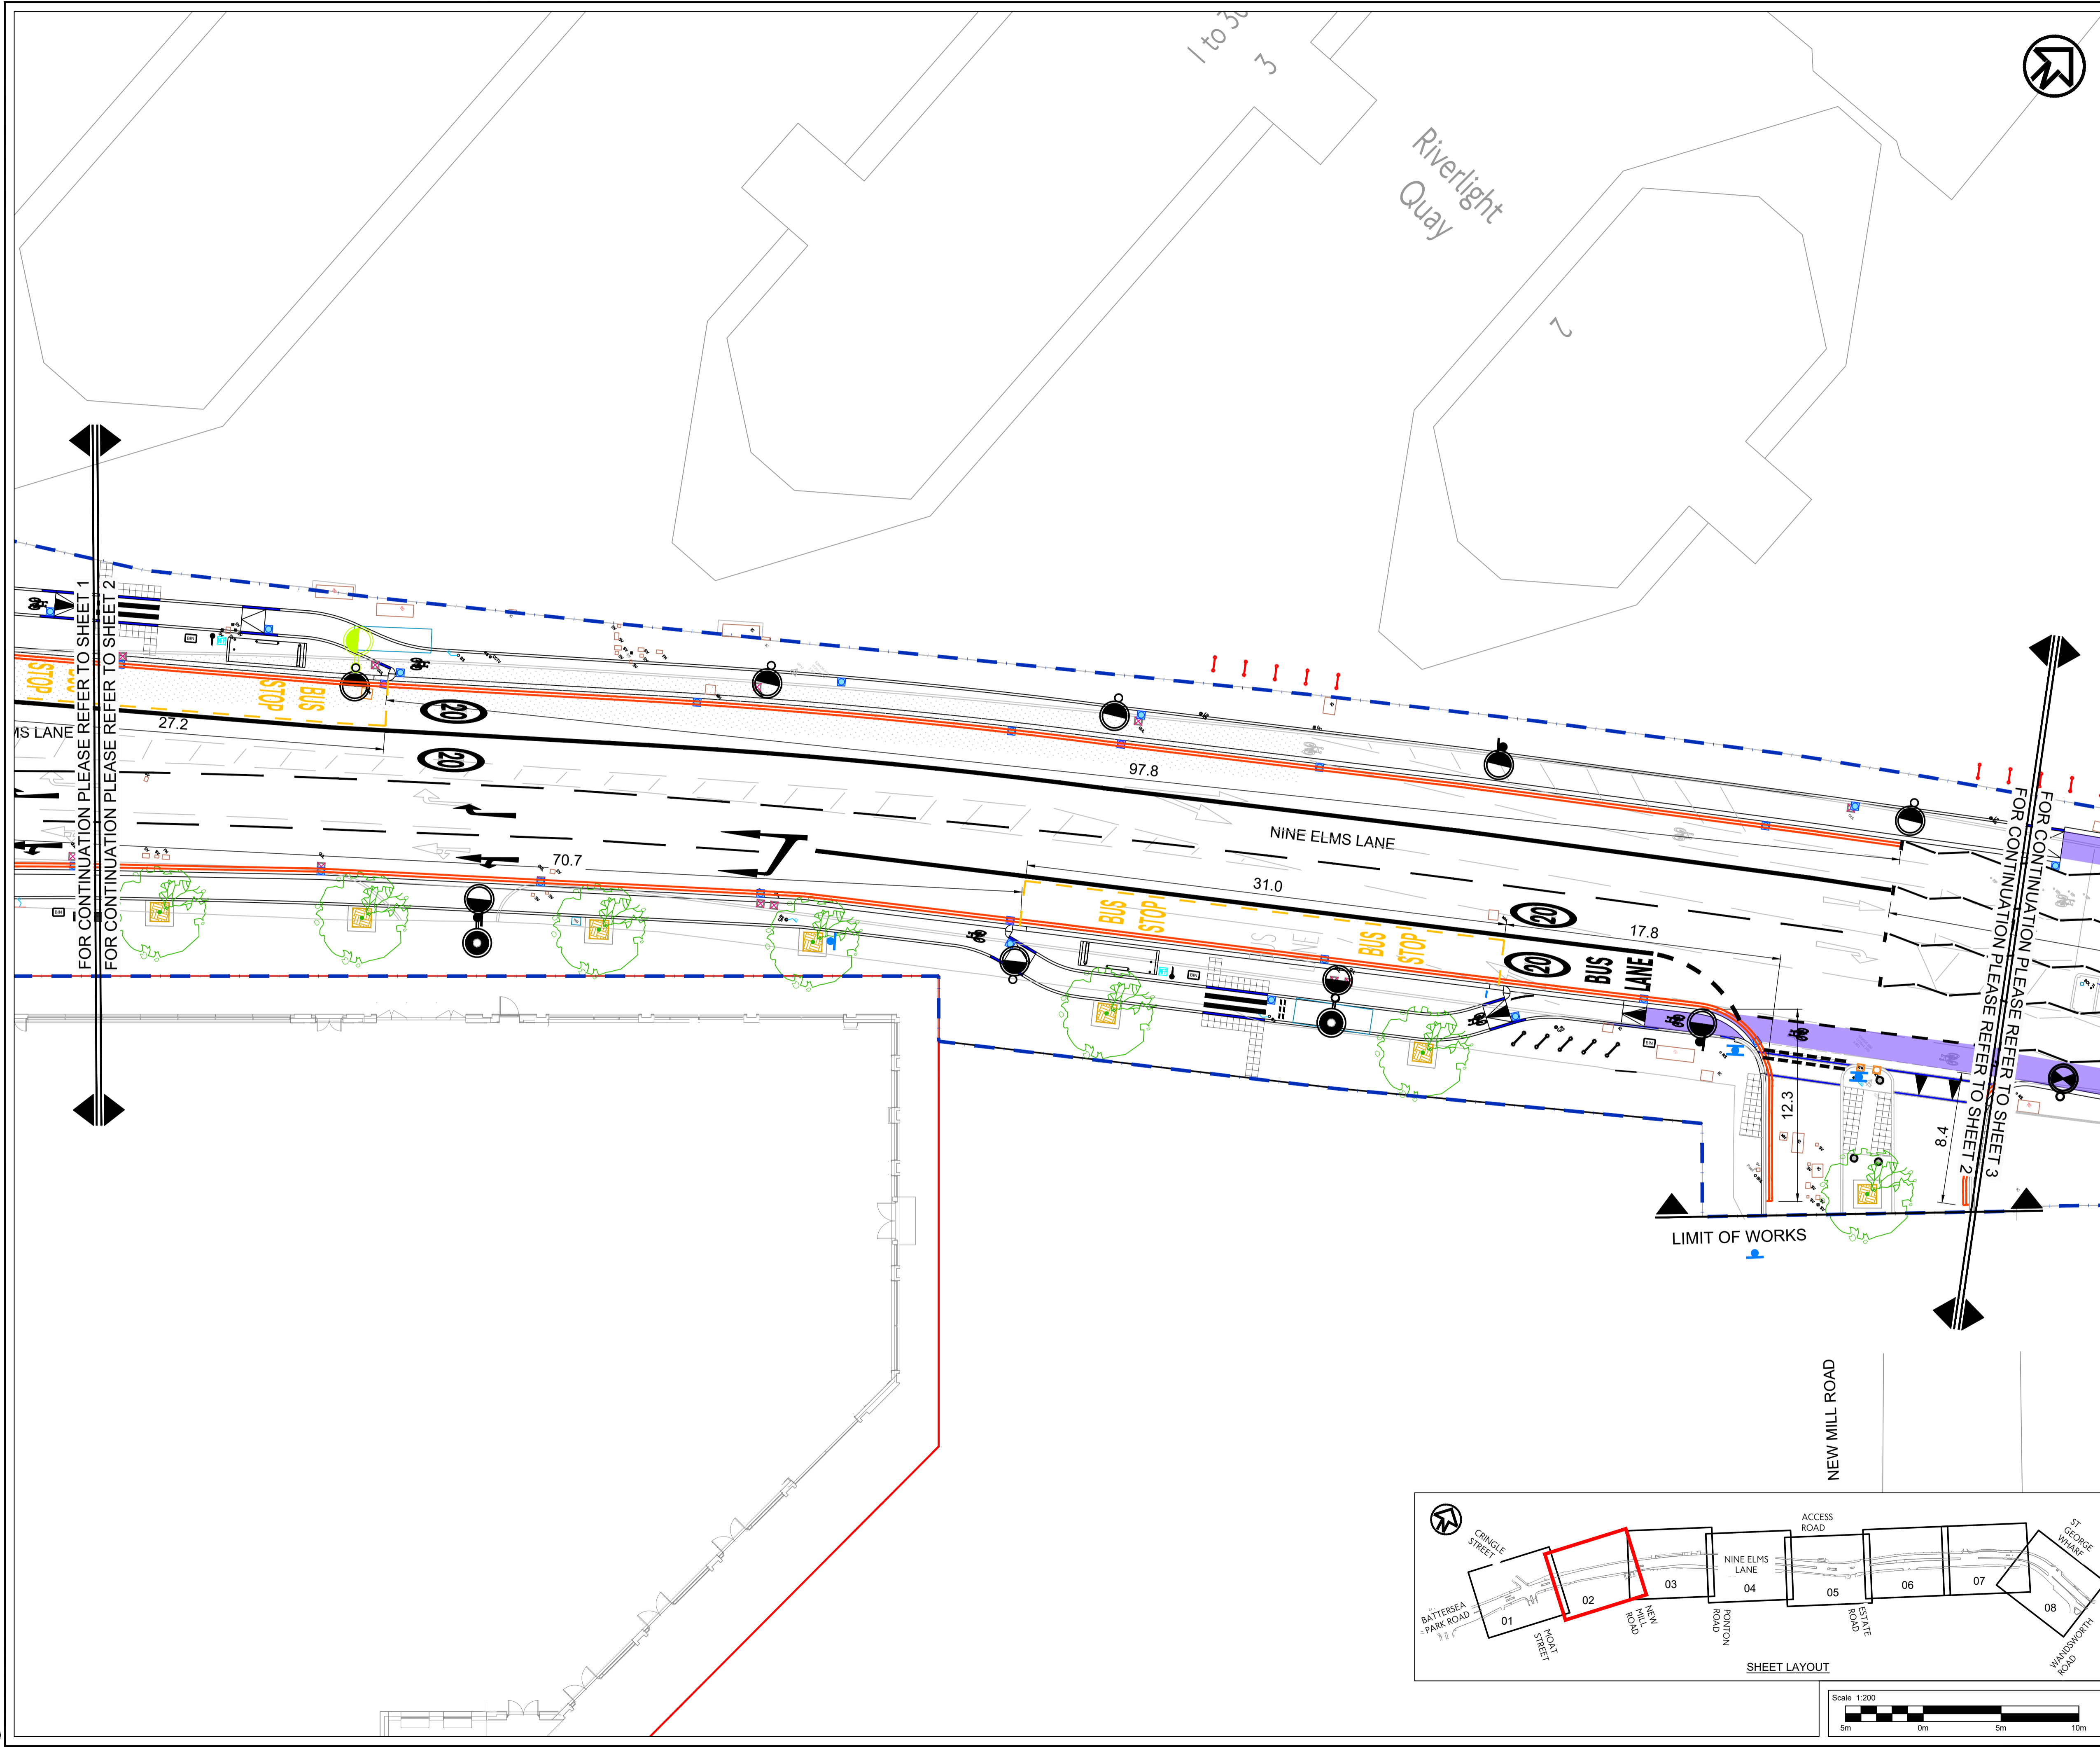 3
Riverlight
Quay
2
FOR CONTINUATION PLEASE REFER TO SHEET 1
FOR CONTINUATION PLEASE REFER TO SHEET 2
BIN
STOP
BUS
STOP
20
20
27.2
97.8
NINE ELMS LANE
70.7
31.0
BUS
STOP
BUS
STOP
20
20
17.8
BUS
LANE
BIN
BIN
BIN
12.3
8.4
FOR CONTINUATION PLEASE REFER TO SHEET 3
FOR CONTINUATION PLEASE REFER TO SHEET 2
LIMIT OF WORKS
NEW MILL ROAD
CRINGLE
STREET
ACCESS
ROAD
ST
GEORGE
WHARF
NINE ELMS
LANE
BATTERSEA
PARK ROAD
01
02
03
04
05
06
07
08
MOAT
STREET
NEW
MILL
ROAD
PONTON
ROAD
ESTATE
ROAD
WANDSWORTH
ROAD
SHEET LAYOUT
Scale 1:200
5m 0m 5m 10m